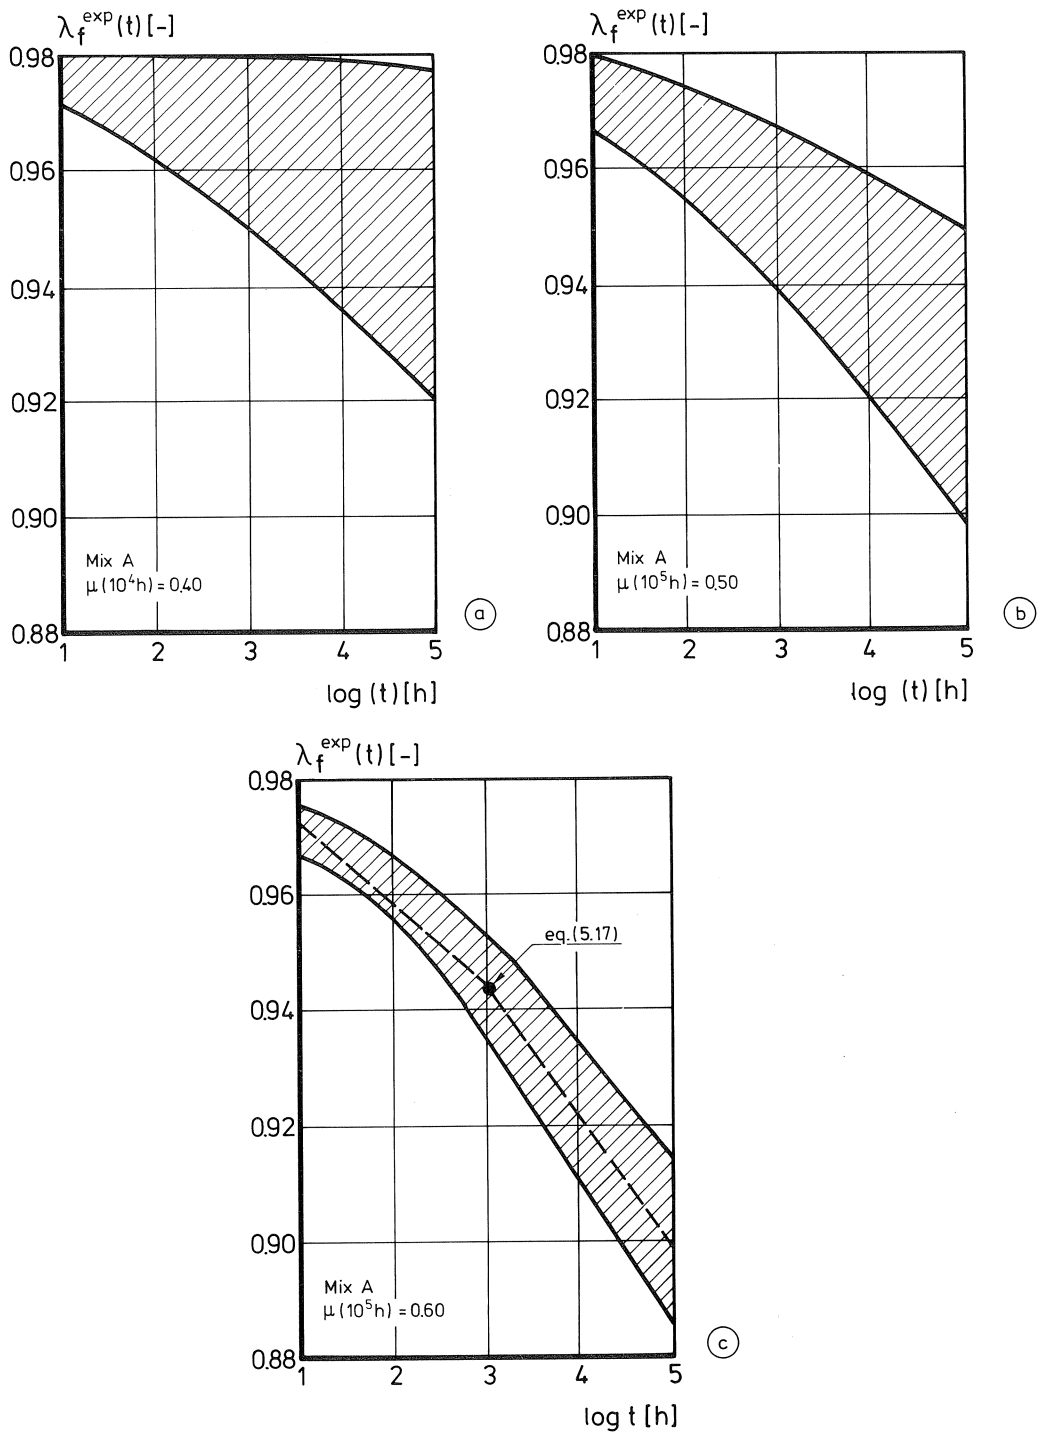 λf^exp (t) [-]
0.98
0.96
0.94
0.92
0.90
0.88
Mix A
μ (10⁴h) = 0.40
1 2 3 4 5
log (t) [h]
a
λf^exp (t) [-]
0.98
0.96
0.94
0.92
0.90
0.88
Mix A
μ (10⁵h) = 0.50
1 2 3 4 5
log (t) [h]
b
λf^exp (t) [-]
0.98
0.96
0.94
0.92
0.90
0.88
eq.(5.17)
Mix A
μ (10⁵h) = 0.60
1 2 3 4 5
log t [h]
c